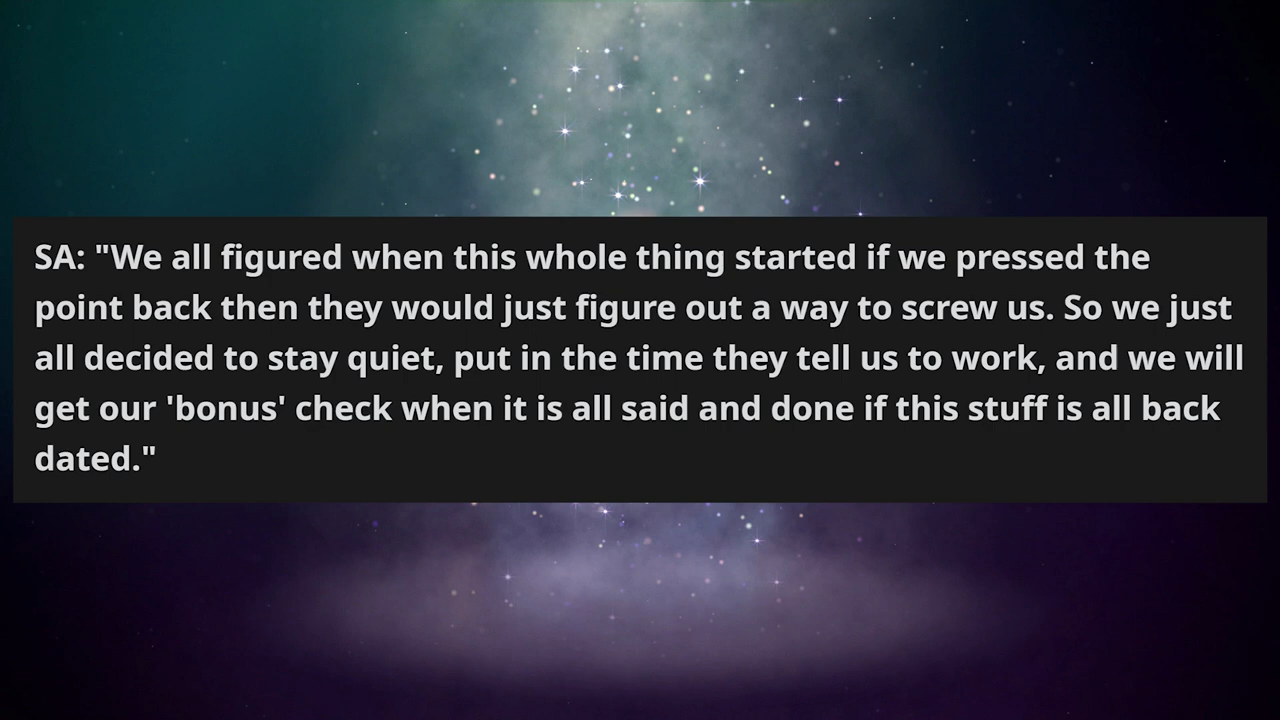 SA: "We all figured when this whole thing started if we pressed the
point back then they would just figure out a way to screw us. So we just
all decided to stay quiet, put in the time they tell us to work, and we will
get our 'bonus' check when it is all said and done if this stuff is all back
dated."